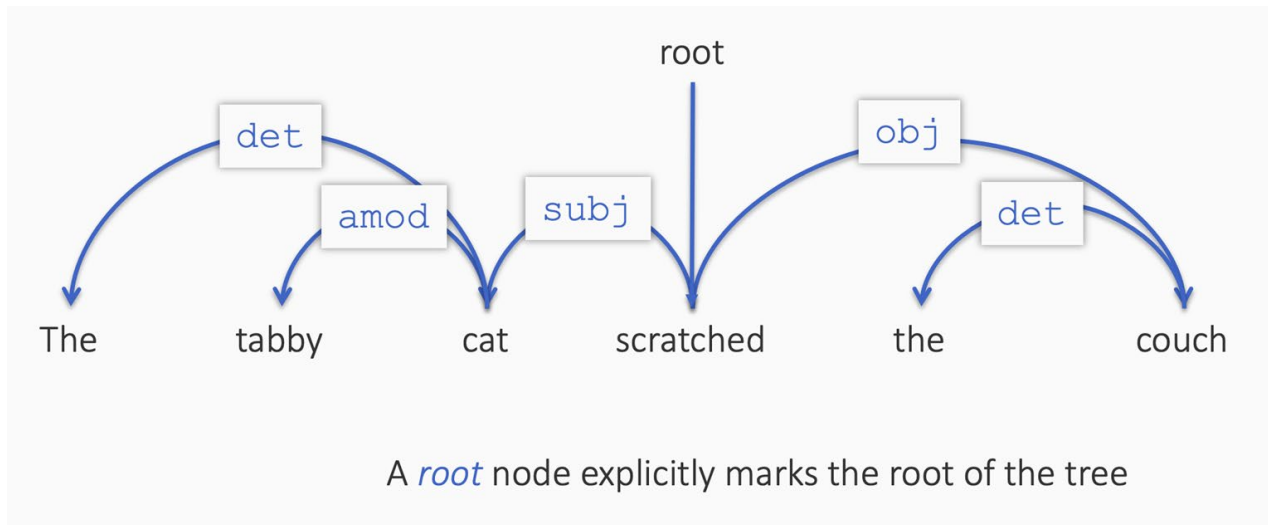 root
det
obj
amod
subj
det
The tabby cat scratched the couch
A root node explicitly marks the root of the tree